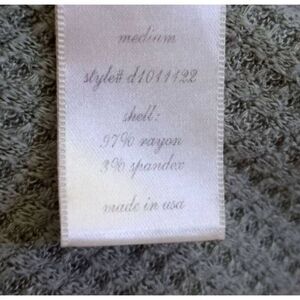 medium
style# d1011122
shell:
97% rayon
3% spandex
made in usa